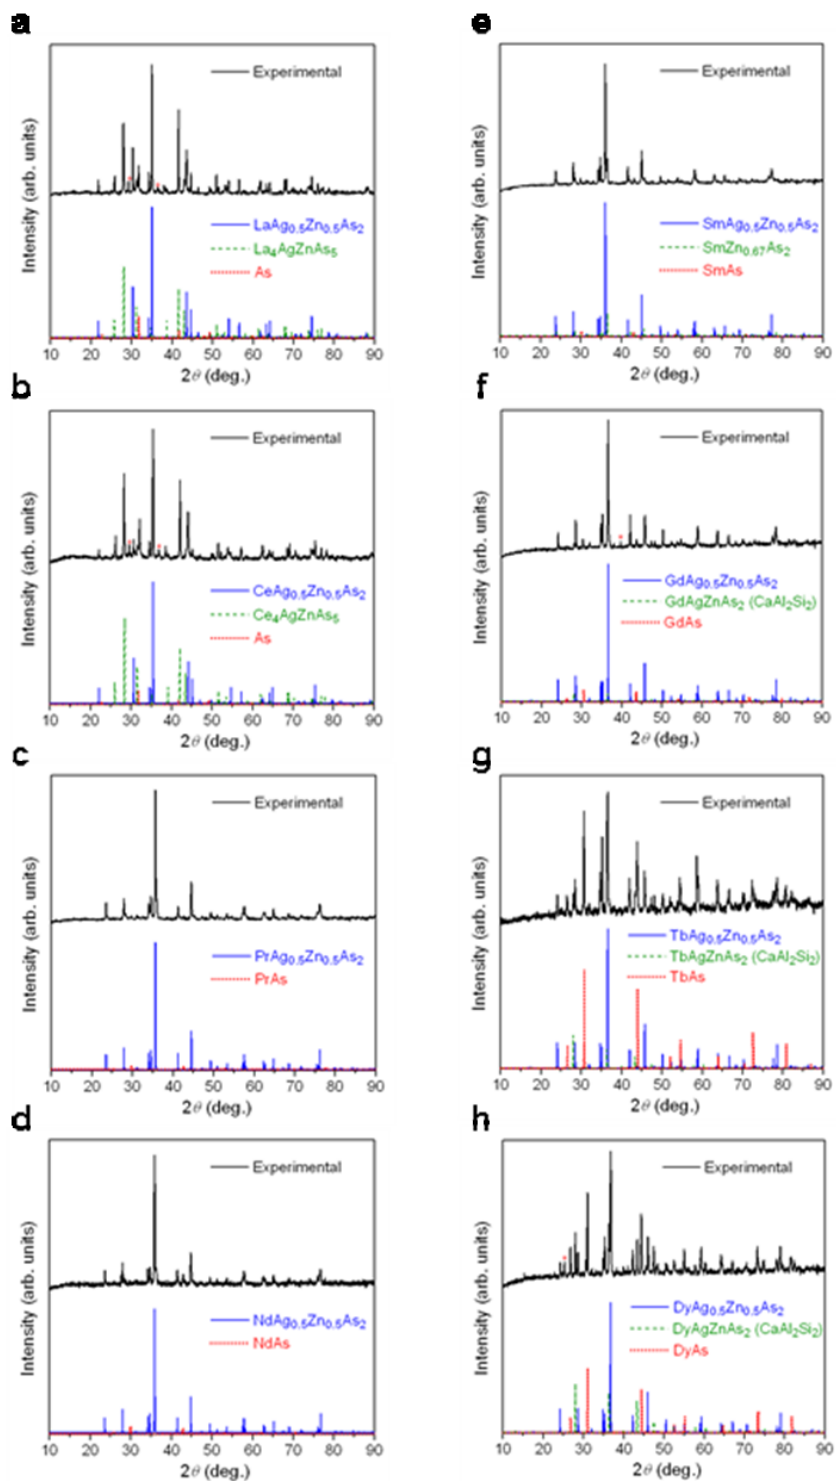 a
Experimental
LaAg0.5Zn0.5As2
La4AgZnAs5
As
Intensity (arb. units)
10 20 30 40 50 60 70 80 90
2θ (deg.)
b
Experimental
CeAg0.5Zn0.5As2
Ce4AgZnAs5
As
Intensity (arb. units)
10 20 30 40 50 60 70 80 90
2θ (deg.)
c
Experimental
PrAg0.5Zn0.5As2
PrAs
Intensity (arb. units)
10 20 30 40 50 60 70 80 90
2θ (deg.)
d
Experimental
NdAg0.5Zn0.5As2
NdAs
Intensity (arb. units)
10 20 30 40 50 60 70 80 90
2θ (deg.)
e
Experimental
SmAg0.5Zn0.5As2
SmZn0.67As2
SmAs
Intensity (arb. units)
10 20 30 40 50 60 70 80 90
2θ (deg.)
f
Experimental
GdAg0.5Zn0.5As2
GdAgZnAs2 (CaAl2Si2)
GdAs
Intensity (arb. units)
10 20 30 40 50 60 70 80 90
2θ (deg.)
g
Experimental
TbAg0.5Zn0.5As2
TbAgZnAs2 (CaAl2Si2)
TbAs
Intensity (arb. units)
10 20 30 40 50 60 70 80 90
2θ (deg.)
h
Experimental
DyAg0.5Zn0.5As2
DyAgZnAs2 (CaAl2Si2)
DyAs
Intensity (arb. units)
10 20 30 40 50 60 70 80 90
2θ (deg.)